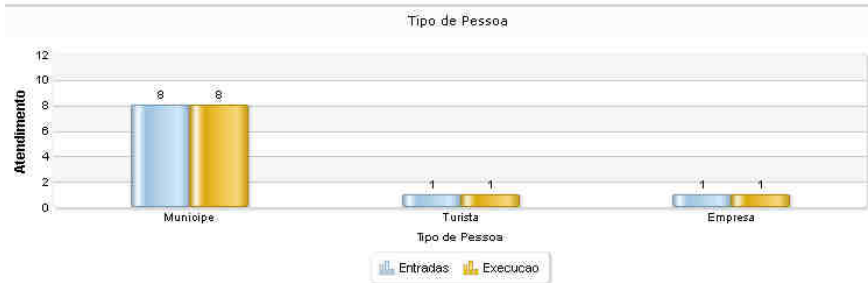 Tipo de Pessoa
Atendimento
12
10
8
6
4
2
0
8 8
1 1
1 1
Municipe Turista Empresa
Tipo de Pessoa
Entradas Execucao